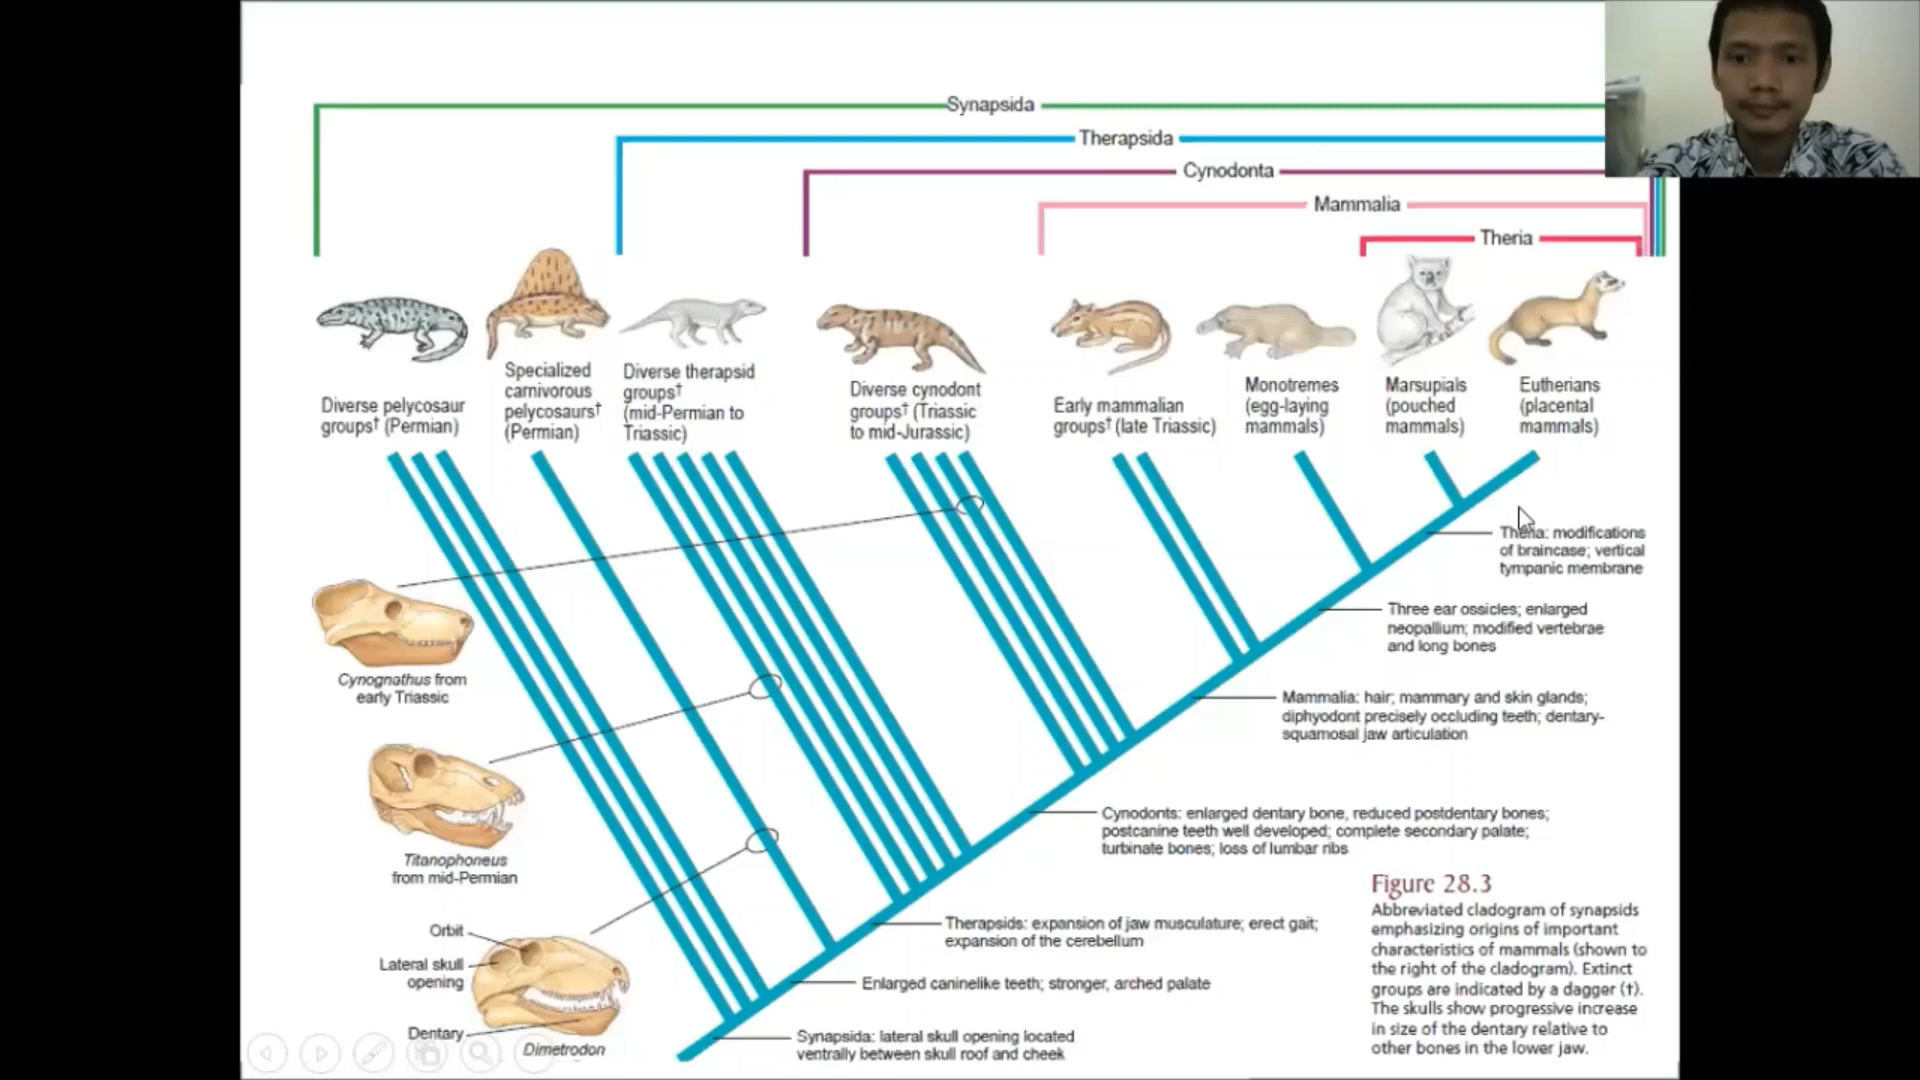 Synapsida
Therapsida
Cynodonta
Mammalia
Theria
Diverse pelycosaur
groups† (Permian)
Specialized
carnivorous
pelycosaurs†
(Permian)
Diverse therapsid
groups†
(mid-Permian to
Triassic)
Diverse cynodont
groups† (Triassic
to mid-Jurassic)
Early mammalian
groups† (late Triassic)
Monotremes
(egg-laying
mammals)
Marsupials
(pouched
mammals)
Eutherians
(placental
mammals)
Theria: modifications
of braincase; vertical
tympanic membrane
Three ear ossicles; enlarged
neopallium; modified vertebrae
and long bones
Cynognathus from
early Triassic
Mammalia: hair; mammary and skin glands;
diphyodont precisely occluding teeth; dentary-
squamosal jaw articulation
Titanophoneus
from mid-Permian
Cynodonts: enlarged dentary bone, reduced postdentary bones;
postcanine teeth well developed; complete secondary palate;
turbinate bones; loss of lumbar ribs
Orbit
Lateral skull
opening
Dentary
Dimetrodon
Therapsids: expansion of jaw musculature; erect gait;
expansion of the cerebellum
Enlarged caninelike teeth; stronger, arched palate
Synapsida: lateral skull opening located
ventrally between skull roof and cheek
Figure 28.3
Abbreviated cladogram of synapsids
emphasizing origins of important
characteristics of mammals (shown to
the right of the cladogram). Extinct
groups are indicated by a dagger (†).
The skulls show progressive increase
in size of the dentary relative to
other bones in the lower jaw.